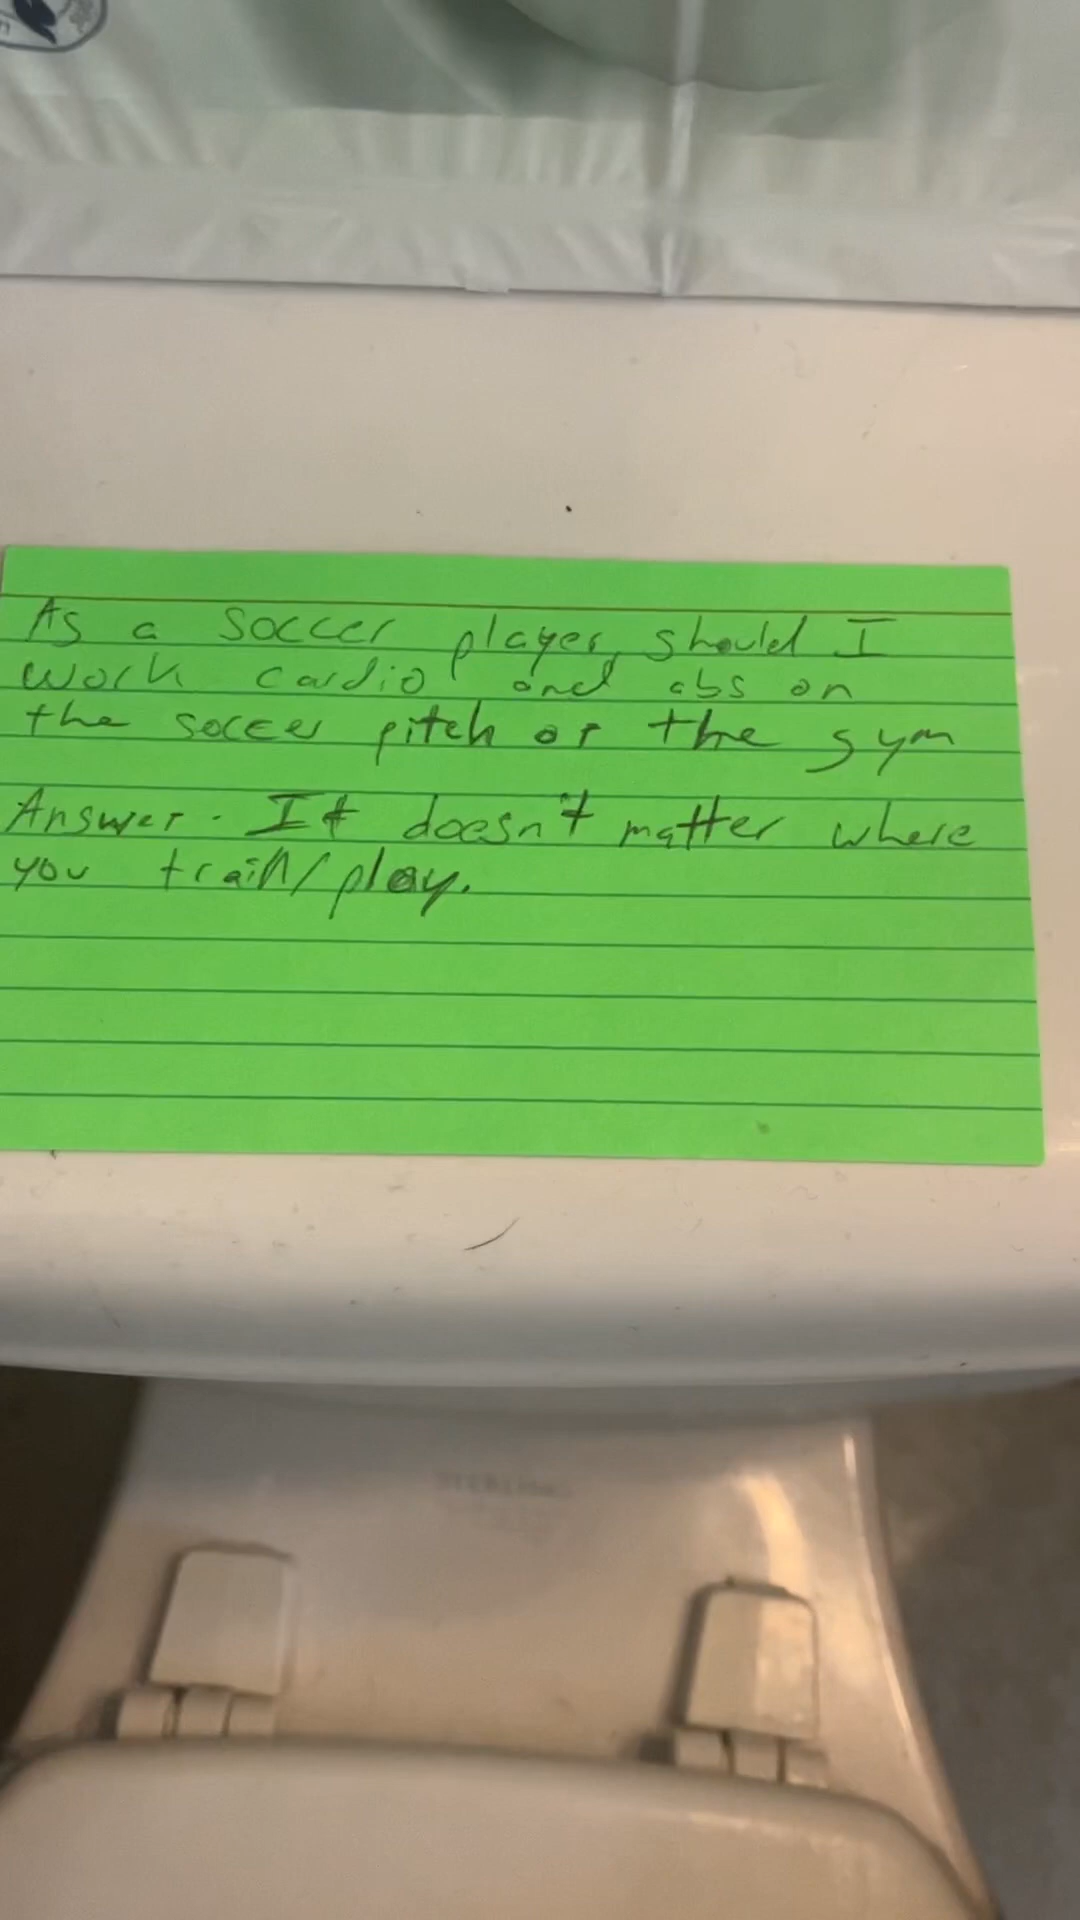 As a soccer player, should I
work cardio and abs on
the soccer pitch or the gym
Answer. It doesn't matter where
you train/play.